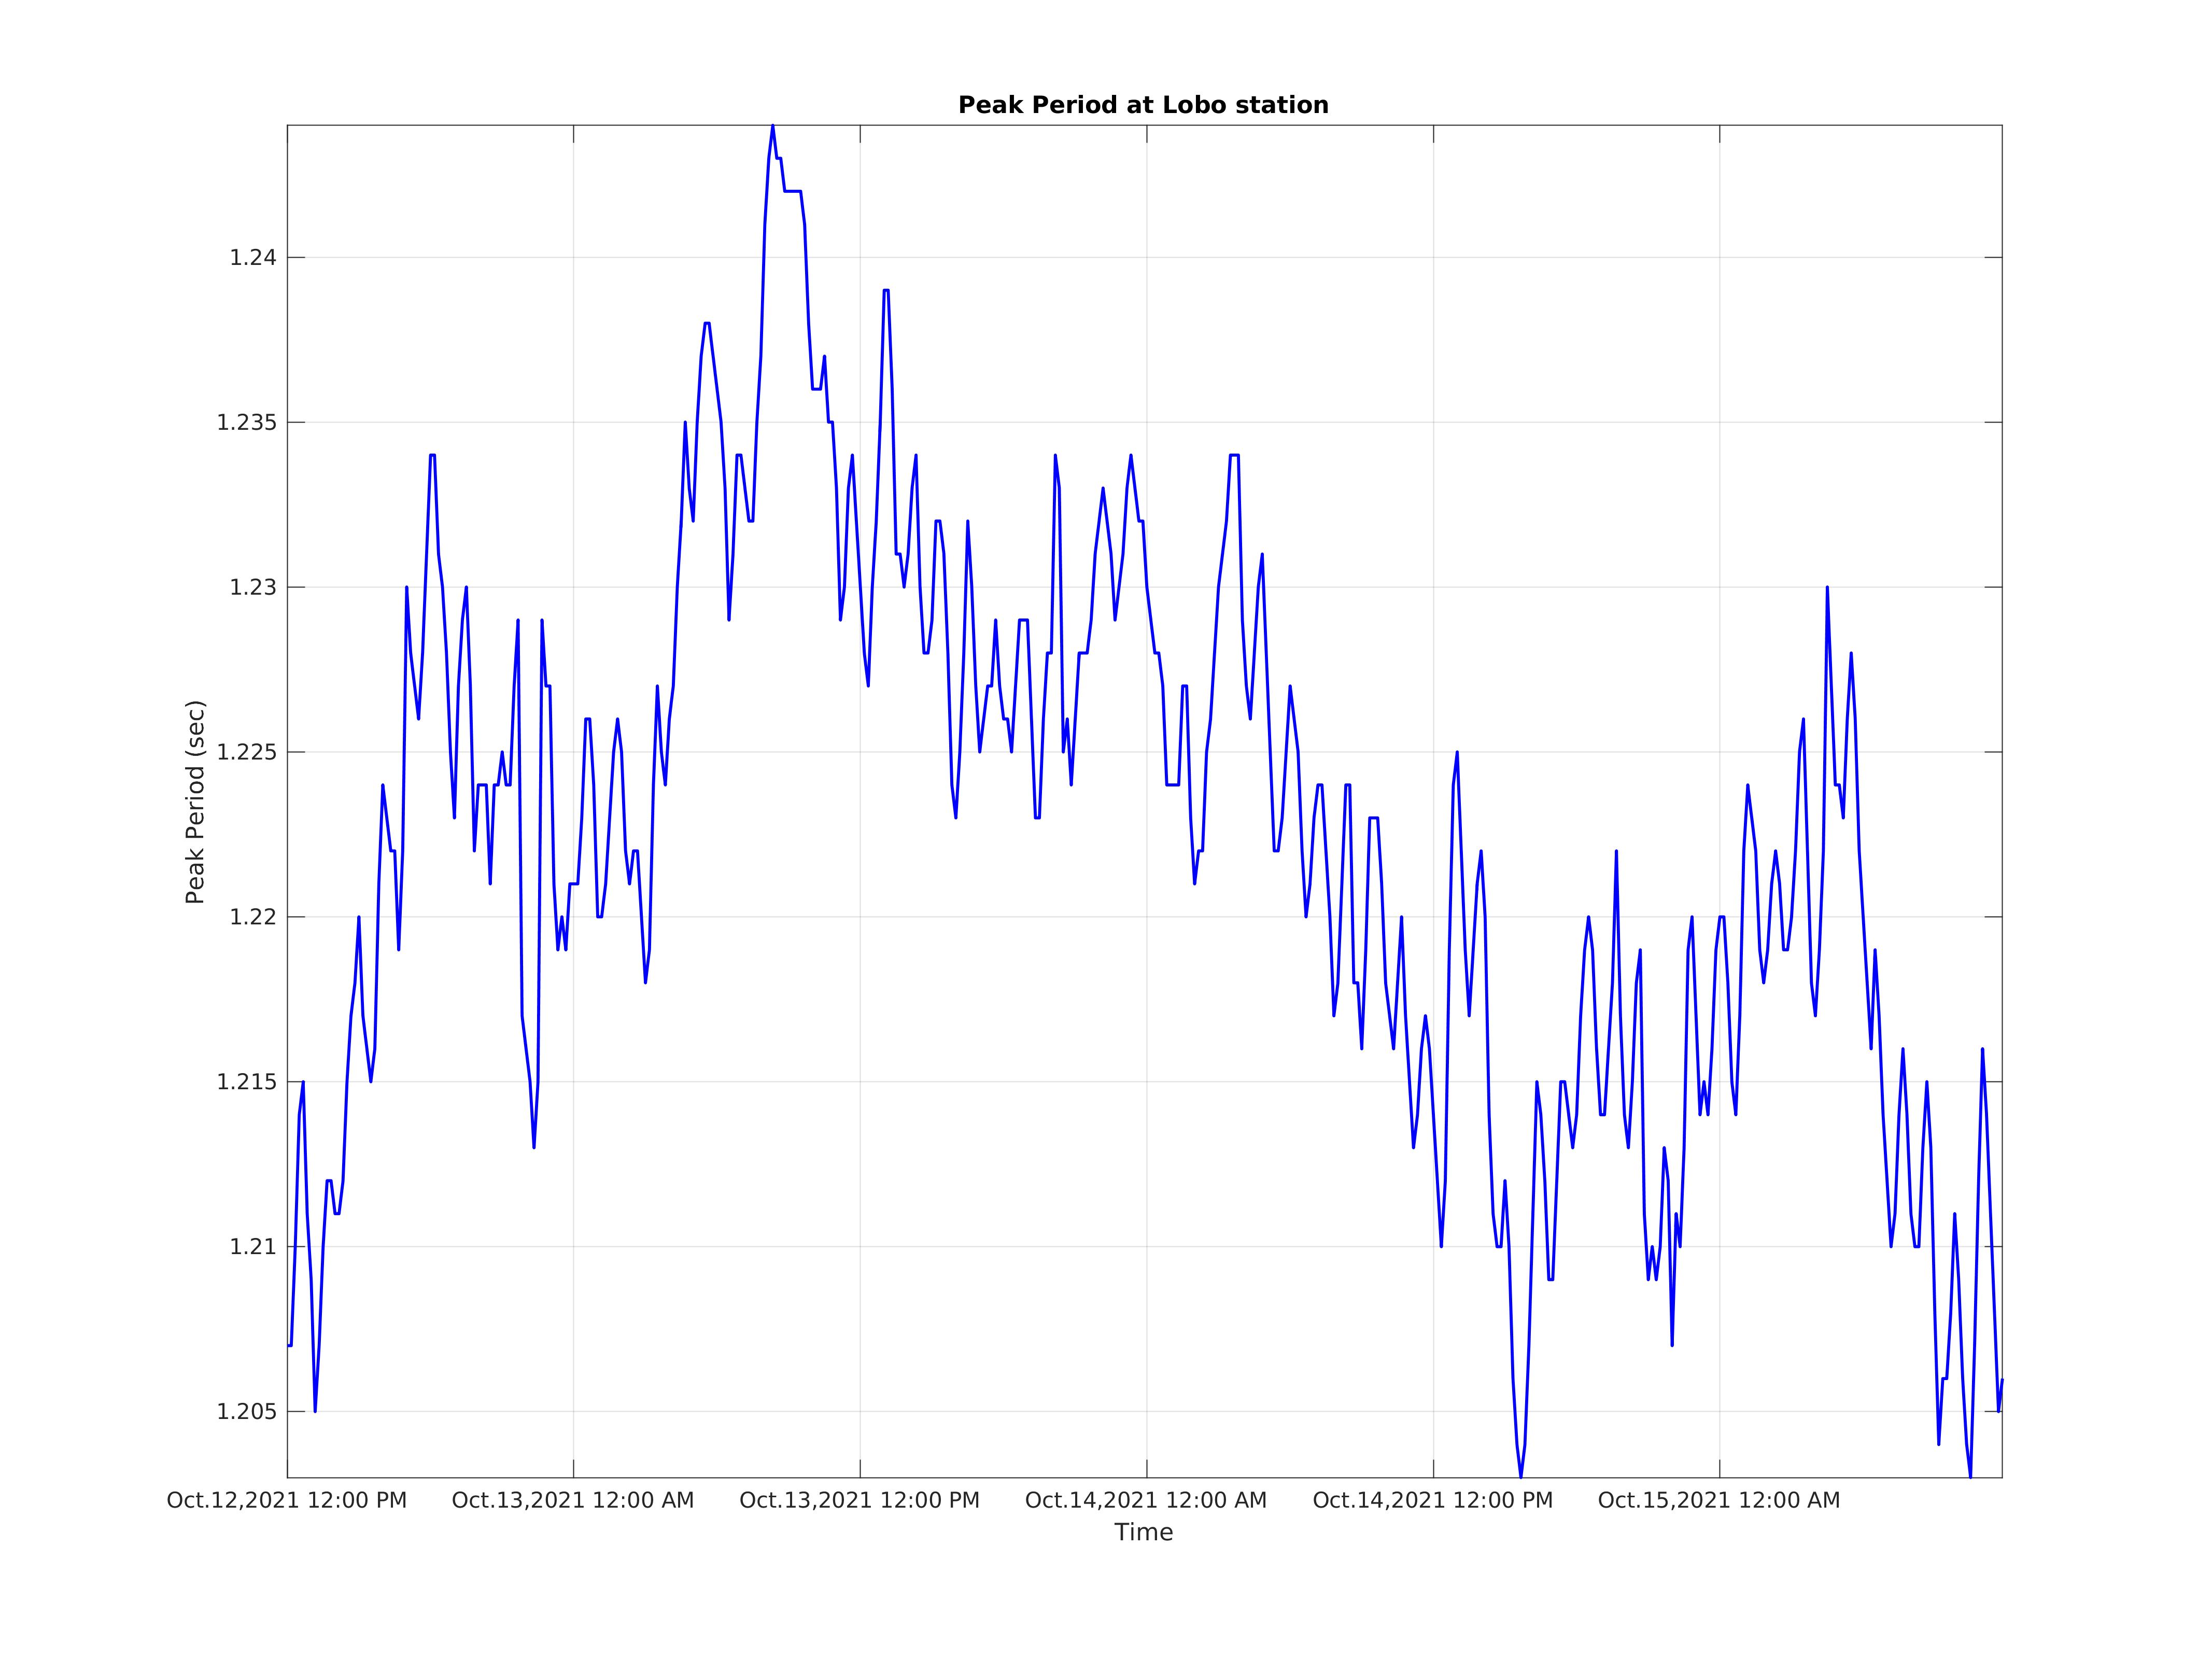 Peak Period at Lobo station
1.24
1.235
1.23
1.225
1.22
1.215
1.21
1.205
Peak Period (sec)
Oct.12,2021 12:00 PM Oct.13,2021 12:00 AM Oct.13,2021 12:00 PM Oct.14,2021 12:00 AM Oct.14,2021 12:00 PM Oct.15,2021 12:00 AM
Time